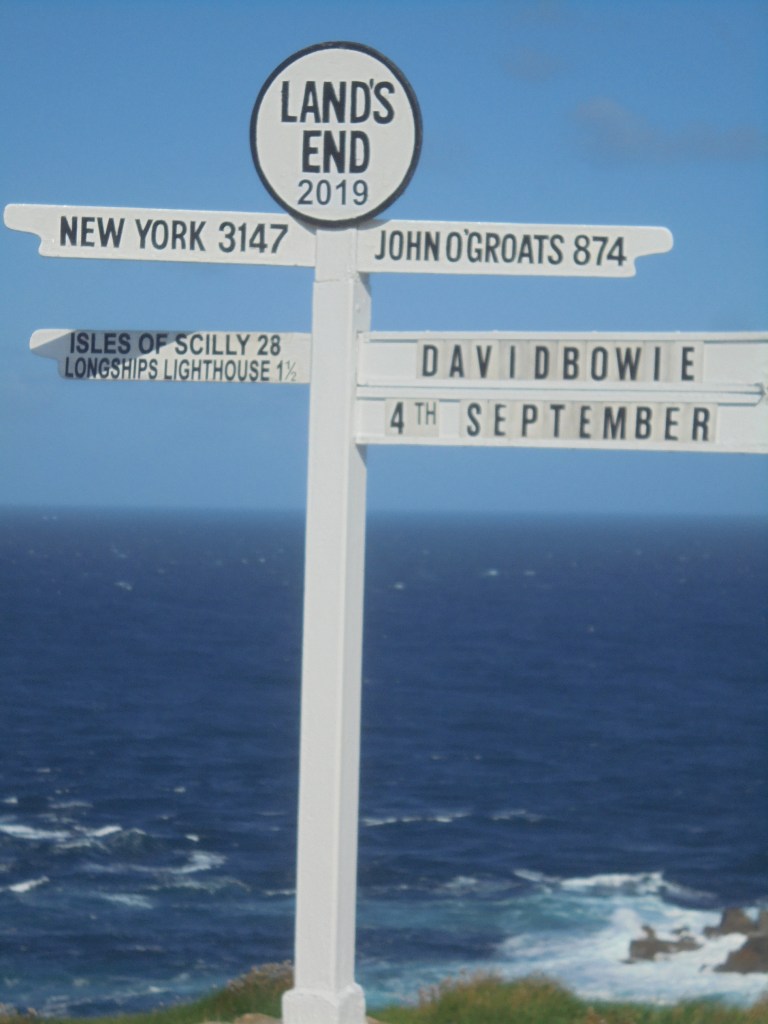 LAND'S
END
2019
NEW YORK 3147
JOHN O'GROATS 874
ISLES OF SCILLY 28
LONGSHIPS LIGHTHOUSE 1½
DAVIDBOWIE
4TH SEPTEMBER